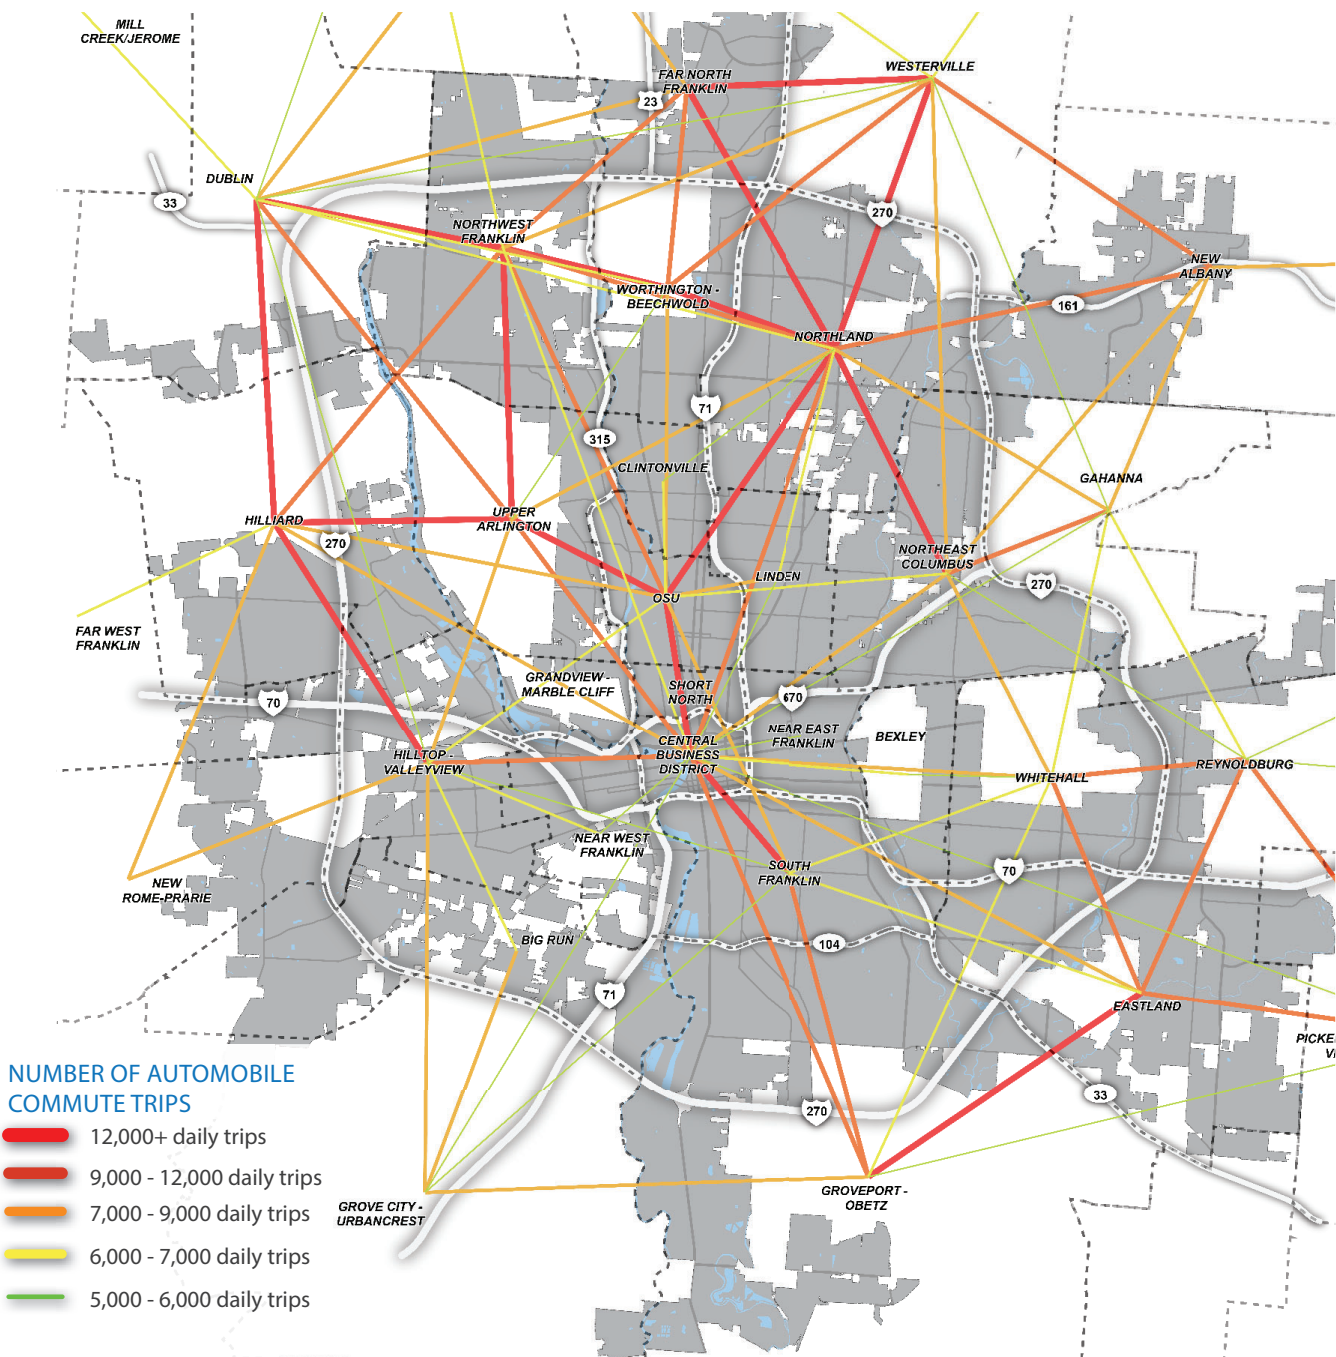 MILL
CREEK/JEROME
WESTERVILLE
FAR NORTH
FRANKLIN
23
DUBLIN
33
270
NORTHWEST
FRANKLIN
NEW
ALBANY
WORTHINGTON -
BEECHWOLD
161
NORTHLAND
71
315
CLINTONVILLE
GAHANNA
HILLIARD
UPPER
ARLINGTON
270
NORTHEAST
COLUMBUS
LINDEN
270
OSU
FAR WEST
FRANKLIN
GRANDVIEW -
MARBLE CLIFF
SHORT
NORTH
670
70
NEAR EAST
FRANKLIN
BEXLEY
CENTRAL
BUSINESS
DISTRICT
HILLTOP -
VALLEYVIEW
WHITEHALL
REYNOLDBURG
NEAR WEST
FRANKLIN
SOUTH
FRANKLIN
70
NEW
ROME-PRARIE
BIG RUN
104
71
EASTLAND
PICKE
VI
33
270
NUMBER OF AUTOMOBILE
COMMUTE TRIPS
12,000+ daily trips
9,000 - 12,000 daily trips
7,000 - 9,000 daily trips
6,000 - 7,000 daily trips
5,000 - 6,000 daily trips
GROVE CITY -
URBANCREST
GROVEPORT -
OBETZ